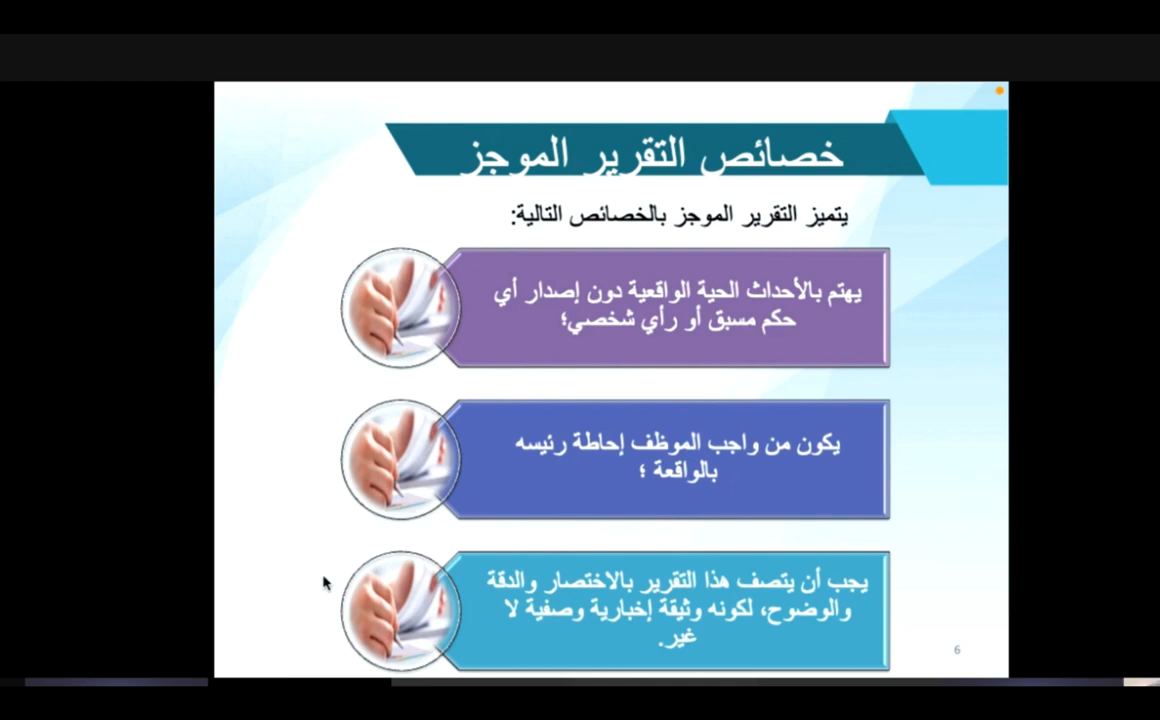 خصائص التقرير الموجز
يتميز التقرير الموجز بالخصائص التالية:
يهتم بالأحداث الحية الواقعية دون إصدار أي
حكم مسبق أو رأي شخصي؛
يكون من واجب الموظف إحاطة رئيسه
بالواقعة ؛
يجب أن يتصف هذا التقرير بالاختصار والدقة
والوضوح، لكونه وثيقة إخبارية وصفية لا
غير.
6